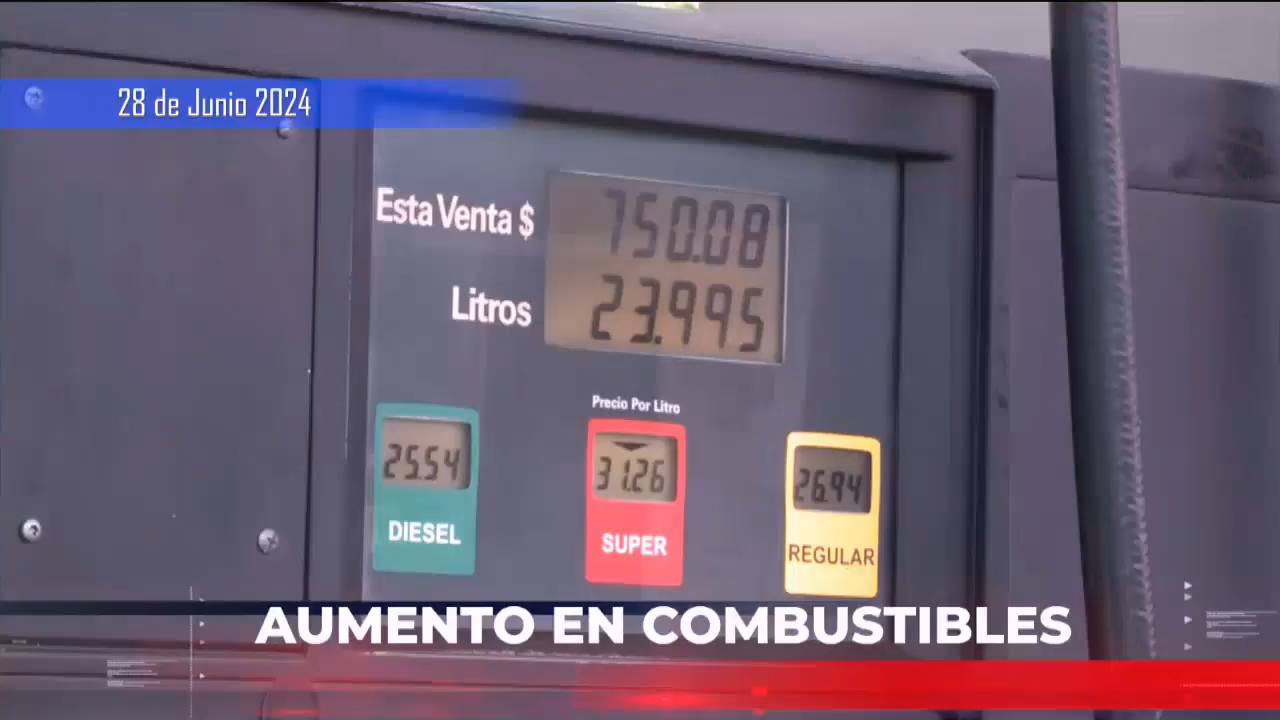 28 de Junio 2024
Esta Venta $ 750.08
Litros 23.995
Precio Por Litro
25.54
31.26
26.94
DIESEL
SUPER
REGULAR
AUMENTO EN COMBUSTIBLES